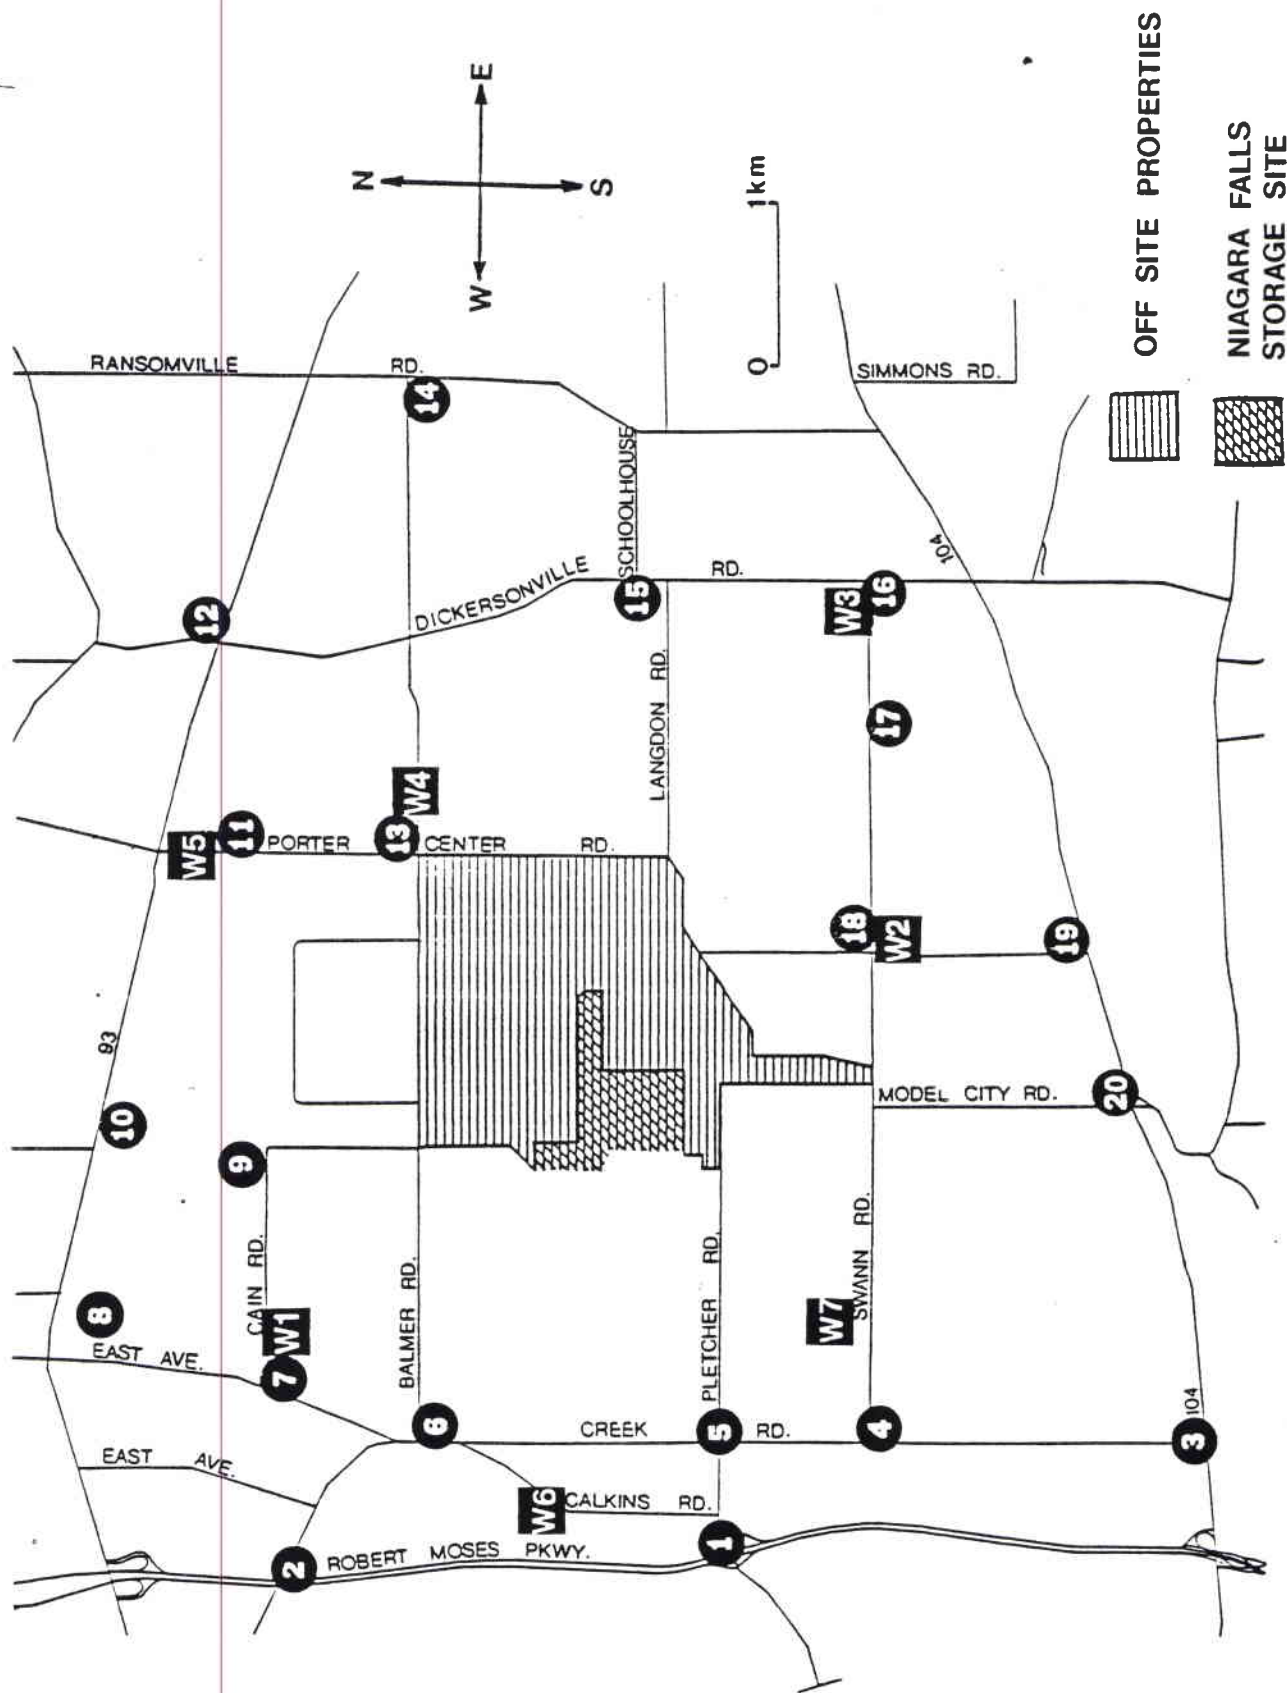 RANSOMVILLE RD.
N
W
E
S
0
1km
12
14
DICKERSONVILLE RD.
SCHOOLHOUSE
SIMMONS RD.
15
W3
16
104
LANGDON RD.
17
W5
11
PORTER CENTER RD.
13
W4
93
10
18
W2
19
9
MODEL CITY RD.
20
8
CAIN RD.
BALMER RD.
PLETCHER RD.
SWANN RD.
EAST AVE.
7
W1
W7
6
CREEK RD.
5
4
3
104
EAST AVE.
W6
CALKINS RD.
2
ROBERT MOSES PKWY.
1
OFF SITE PROPERTIES
NIAGARA FALLS
STORAGE SITE